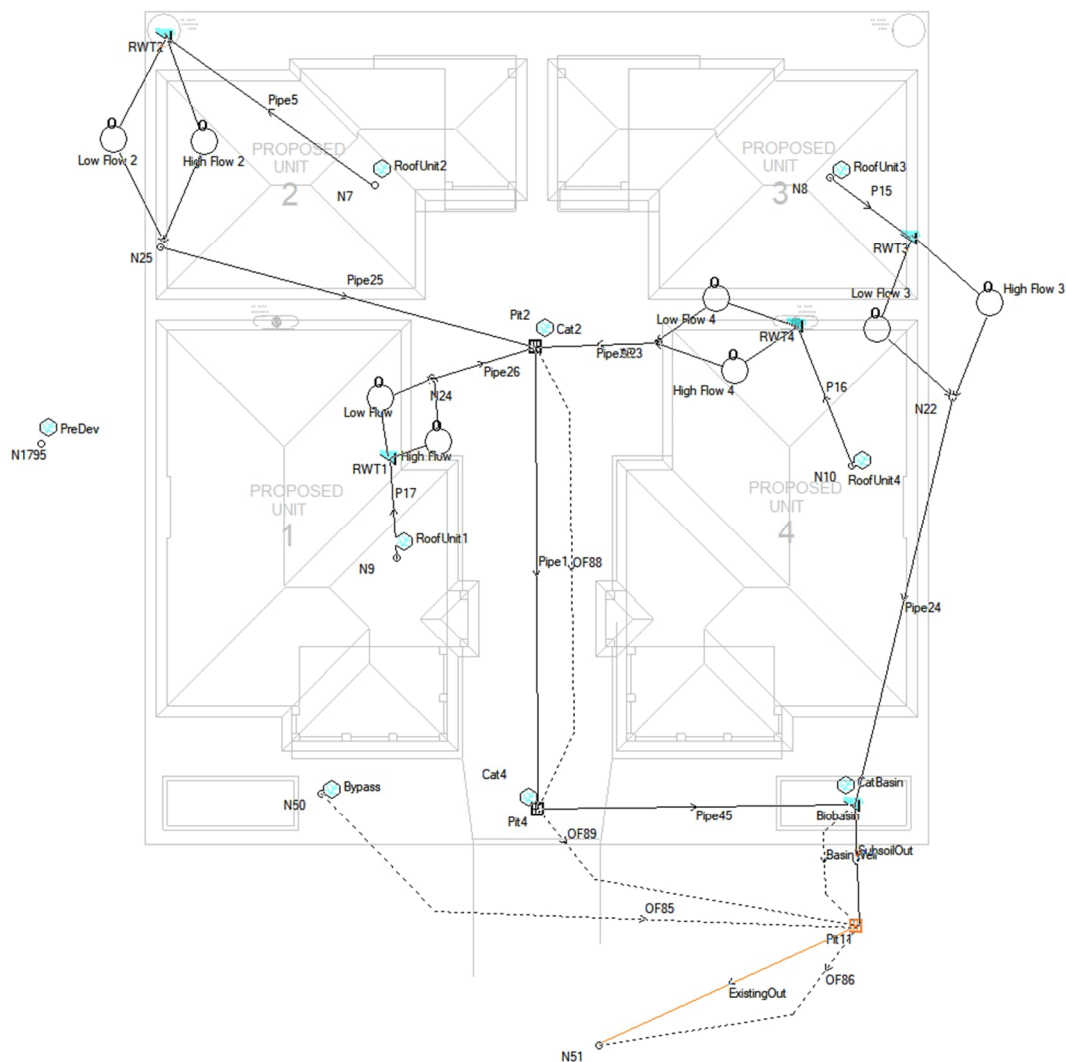 RWT2
Pipe5
Low Flow 2
High Flow 2
PROPOSED
UNIT
2
RoofUnit2
N7
PROPOSED
UNIT
3
RoofUnit3
N8
P15
RWT3
N25
Pipe25
High Flow 3
Low Flow 3
Pit2
Cat2
Low Flow 4
RWT4
High Flow 4
Pipe26
Low Flow
N24
High Flow
RWT1
P16
N22
PreDev
N1795
PROPOSED
UNIT
1
P17
N10
RoofUnit4
PROPOSED
UNIT
4
RoofUnit1
N9
Pipe1
OF88
Pipe24
Bypass
N50
Cat4
Pit4
Pipe45
CatBasin
Biobasin
OF89
SubsoilOut
OF85
Pit11
OF86
ExistingOut
N51